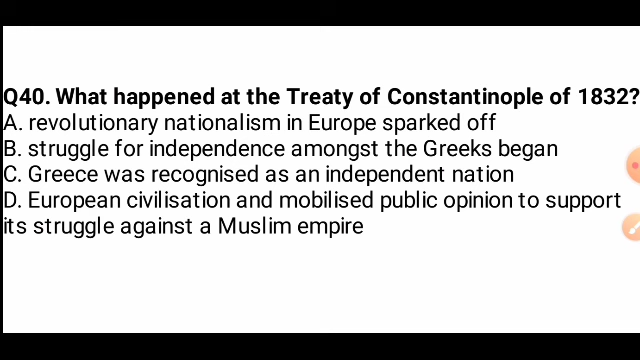 Q40. What happened at the Treaty of Constantinople of 1832?
A. revolutionary nationalism in Europe sparked off
B. struggle for independence amongst the Greeks began
C. Greece was recognised as an independent nation
D. European civilisation and mobilised public opinion to support
its struggle against a Muslim empire